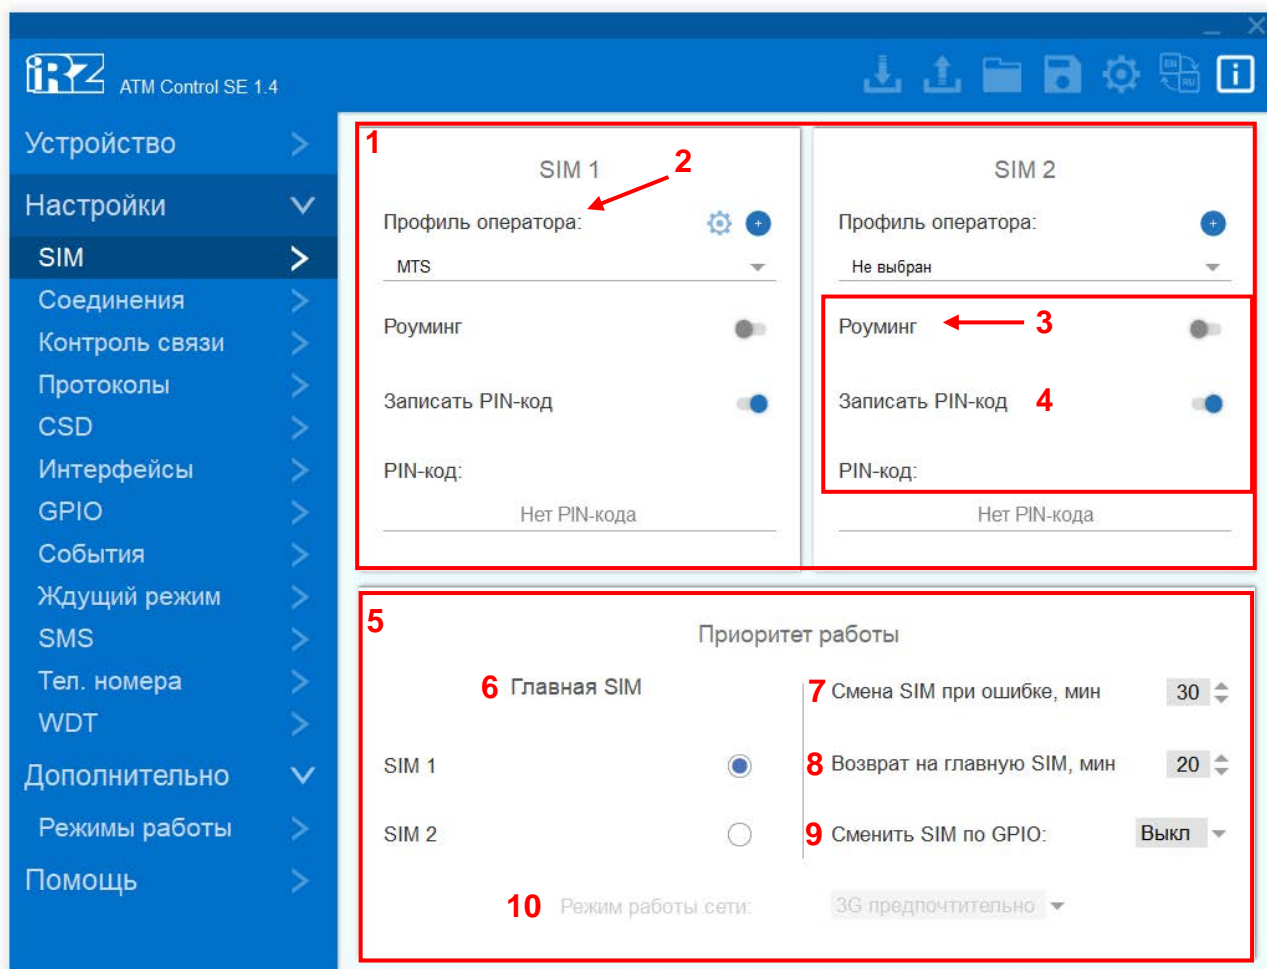 iRZ ATM Control SE 1.4
EN RU i
Устройство
Настройки
SIM
Соединения
Контроль связи
Протоколы
CSD
Интерфейсы
GPIO
События
Ждущий режим
SMS
Тел. номера
WDT
Дополнительно
Режимы работы
Помощь
1
SIM 1
2
Профиль оператора:
MTS
Роуминг
Записать PIN-код
PIN-код:
Нет PIN-кода
SIM 2
Профиль оператора:
Не выбран
Роуминг 3
Записать PIN-код 4
PIN-код:
Нет PIN-кода
5
Приоритет работы
6 Главная SIM
SIM 1
SIM 2
7 Смена SIM при ошибке, мин 30
8 Возврат на главную SIM, мин 20
9 Сменить SIM по GPIO: Выкл
10 Режим работы сети: 3G предпочтительно